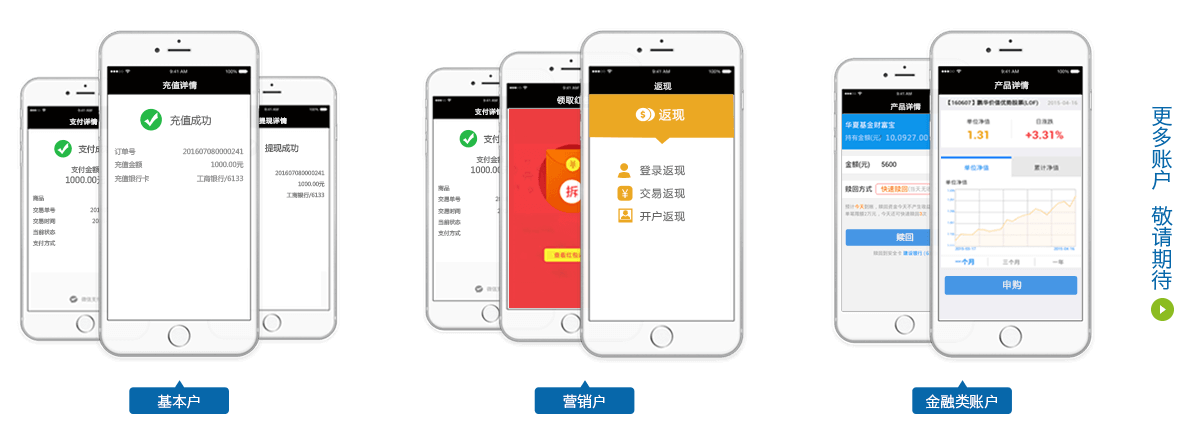 9:41 AM 100%
支付详情
支付成
支付金额
1000.00元
商品
交易单号 20
交易时间 20
当前状态
支付方式
微信支
9:41 AM 100%
充值详情
充值成功
订单号 201607080000241
充值金额 1000.00元
充值银行卡 工商银行/6133
100%
提现详情
提现成功
201607080000241
1000.00元
工商银行/6133
基本户
支付详情
支付
支付金
1000.
商品
交易单号
交易时间
当前状态
支付方式
微信
9:41 AM
领取红
拆
查看红包
9:41 AM 100%
返现
返现
登录返现
交易返现
开户返现
营销户
9:41 AM
产品详情
华夏基金财富宝
持有金额(元): 10,0927.00
金额(元) 5600
赎回方式 快速赎回
赎回
9:41 AM 100%
产品详情
【160607】鹏华价值优势股票(LOF) 2015-04-16
单位净值 日涨跌
1.31 +3.31%
单位净值 累计净值
单位净值
一个月 三个月 一年
申购
金融类账户
更多账户 敬请期待